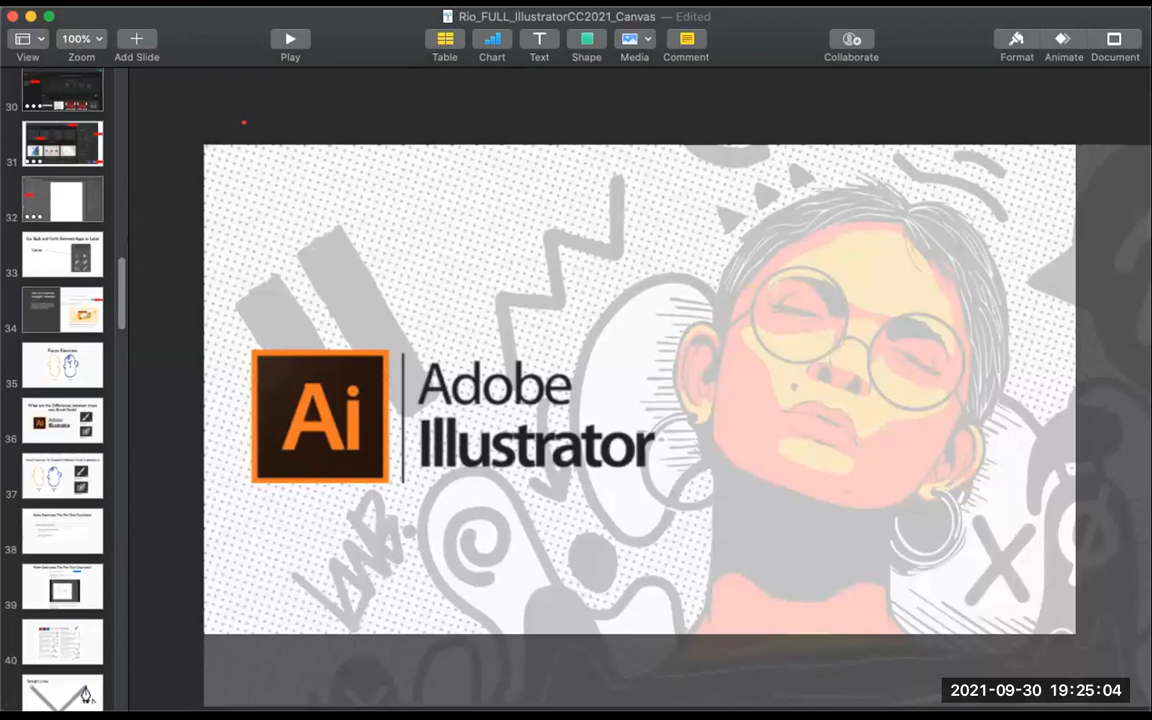 Rio_FULL_IllustratorCC2021_Canvas — Edited
100%
View
Zoom
Add Slide
Play
Table
Chart
Text
Shape
Media
Comment
Collaborate
Format
Animate
Document
30
31
32
33
34
35
36
37
38
39
40
Straight Lines
Ai
Adobe
Illustrator
2021-09-30 19:25:04